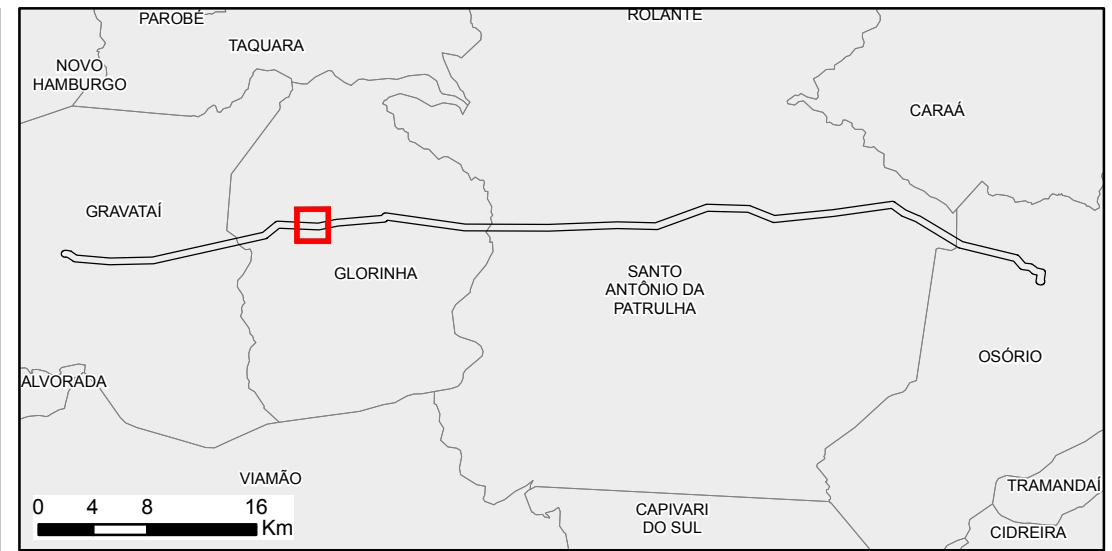 PAROBÉ
ROLANTE
TAQUARA
NOVO
HAMBURGO
CARAÁ
GRAVATAÍ
GLORINHA
SANTO
ANTÔNIO DA
PATRULHA
OSÓRIO
ALVORADA
VIAMÃO
TRAMANDAÍ
CAPIVARI
DO SUL
CIDREIRA
0 4 8 16
Km